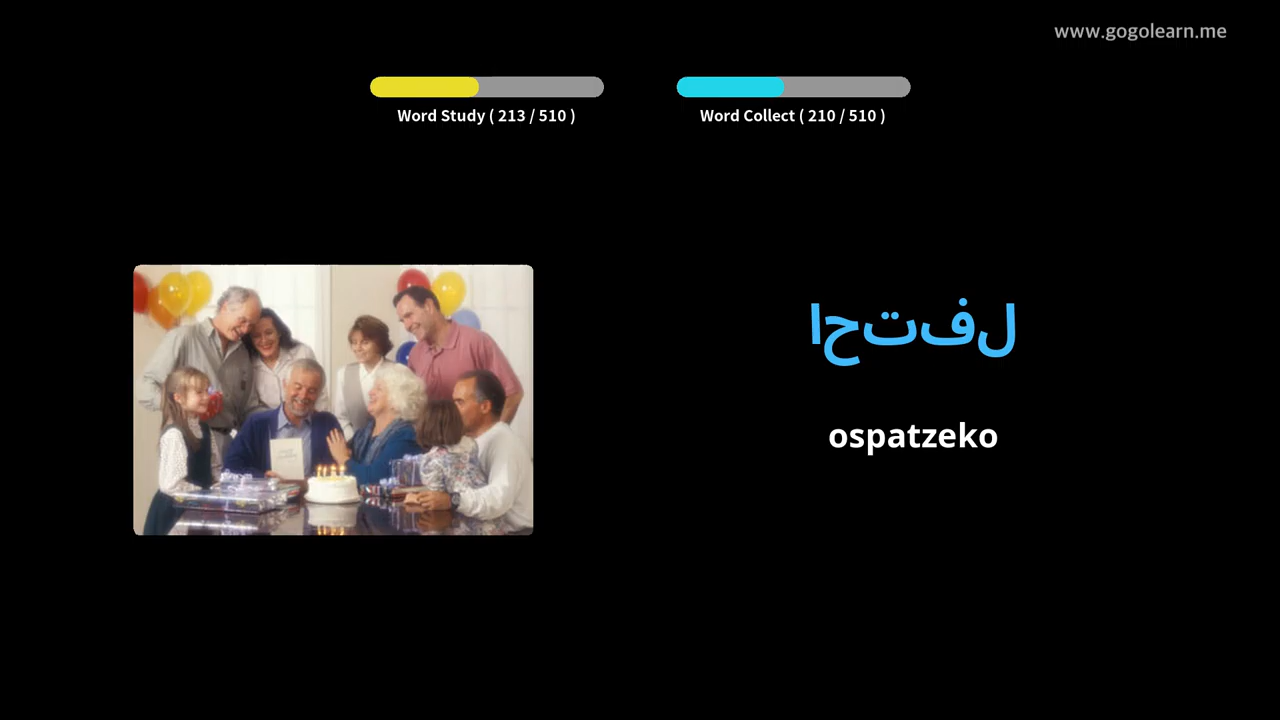 www.gogolearn.me
Word Study ( 213 / 510 )
Word Collect ( 210 / 510 )
احتفل
ospatzeko